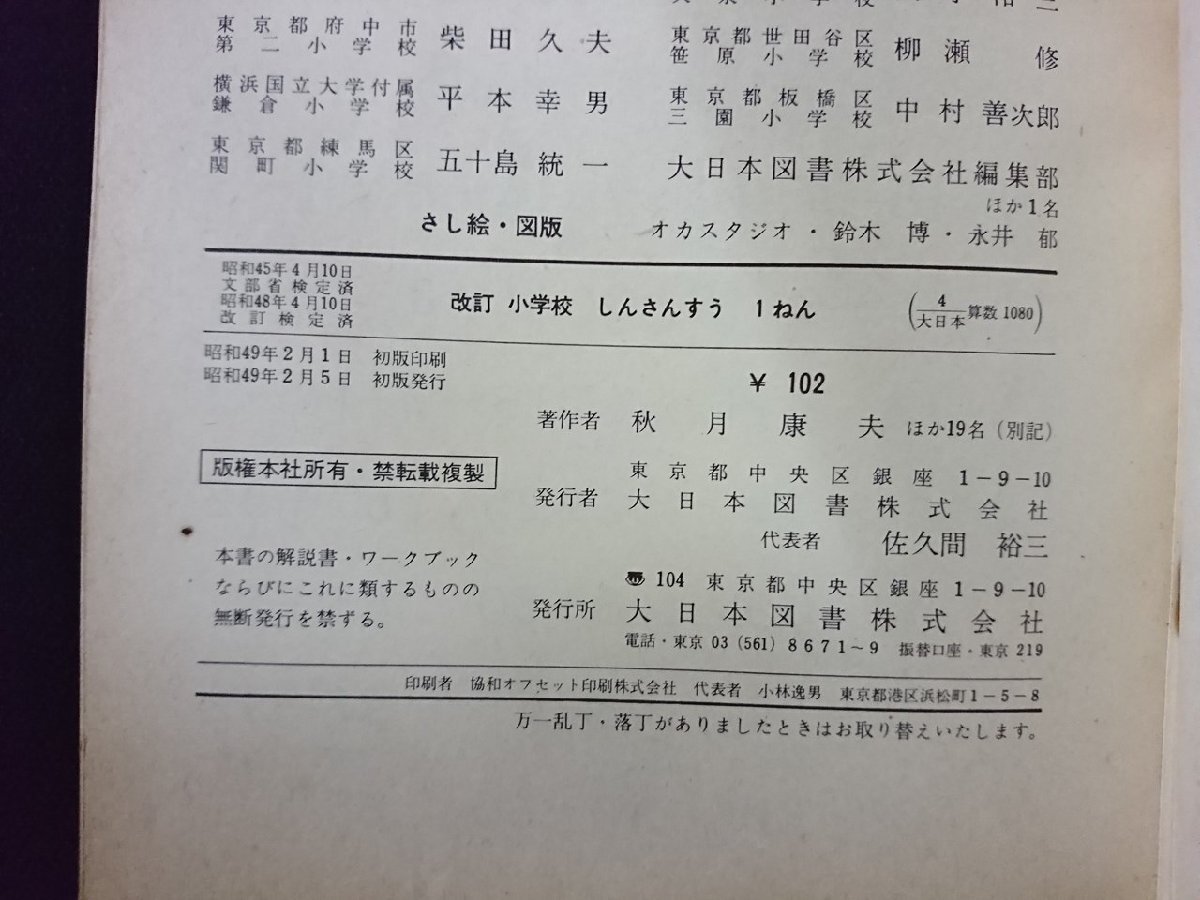 東京都府中市
第二小学校 柴田久夫
東京都世田谷区
笹原小学校 柳瀬 修
横浜国立大学付属
鎌倉小学校 平本幸男
東京都板橋区
三園小学校 中村善次郎
東京都練馬区
関町小学校 五十島統一
大日本図書株式会社編集部
ほか1名
さし絵・図版 オカスタジオ・鈴木 博・永井 郁
昭和45年4月10日
文部省検定済
昭和48年4月10日
改訂検定済
改訂 小学校 しんさんすう 1ねん
(4/大日本 算数1080)
昭和49年2月1日 初版印刷
昭和49年2月5日 初版発行
¥ 102
著作者 秋月康夫 ほか19名(別記)
版権本社所有・禁転載複製
東京都中央区銀座 1-9-10
発行者 大日本図書株式会社
代表者 佐久間 裕三
本書の解説書・ワークブック
ならびにこれに類するものの
無断発行を禁ずる。
104 東京都中央区銀座 1-9-10
発行所 大日本図書株式会社
電話・東京 03 (561) 8671~9 振替口座・東京 219
印刷者 協和オフセット印刷株式会社 代表者 小林逸男 東京都港区浜松町1-5-8
万一乱丁・落丁がありましたときはお取り替えいたします。